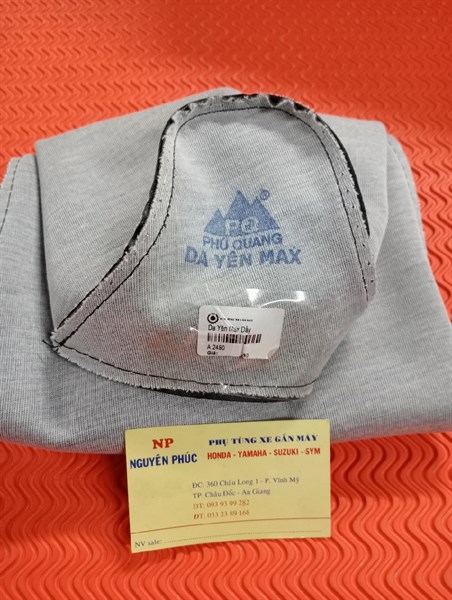 PQ
PHÚ QUANG
DA YÊN MAX
Da Yên Max Dầy
A.2480
NP
NGUYÊN PHÚC
PHỤ TÙNG XE GẮN MÁY
HONDA - YAMAHA - SUZUKI - SYM
ĐC: 360 Châu Long 1 - P. Vĩnh Mỹ
TP. Châu Đốc - An Giang
ĐT: 093 93 99 282
ĐT: 033 23 89 168
NV sale: